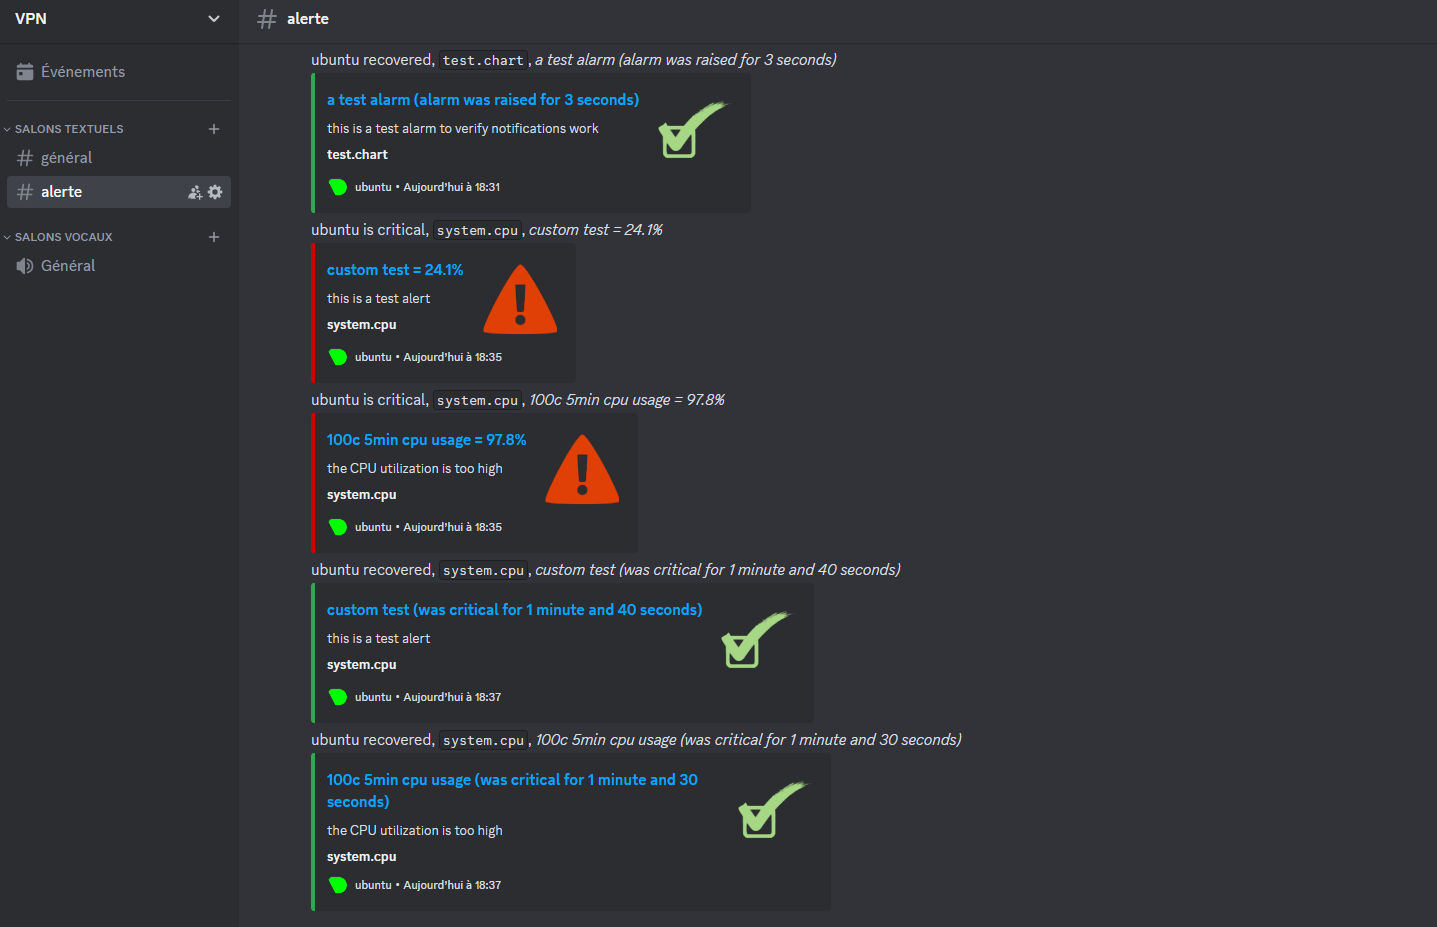 VPN
Événements
SALONS TEXTUELS
général
alerte
SALONS VOCAUX
Général
alerte
ubuntu recovered, test.chart, a test alarm (alarm was raised for 3 seconds)
a test alarm (alarm was raised for 3 seconds)
this is a test alarm to verify notifications work
test.chart
ubuntu • Aujourd'hui à 18:31
ubuntu is critical, system.cpu, custom test = 24.1%
custom test = 24.1%
this is a test alert
system.cpu
ubuntu • Aujourd'hui à 18:35
ubuntu is critical, system.cpu, 100c 5min cpu usage = 97.8%
100c 5min cpu usage = 97.8%
the CPU utilization is too high
system.cpu
ubuntu • Aujourd'hui à 18:35
ubuntu recovered, system.cpu, custom test (was critical for 1 minute and 40 seconds)
custom test (was critical for 1 minute and 40 seconds)
this is a test alert
system.cpu
ubuntu • Aujourd'hui à 18:37
ubuntu recovered, system.cpu, 100c 5min cpu usage (was critical for 1 minute and 30 seconds)
100c 5min cpu usage (was critical for 1 minute and 30
seconds)
the CPU utilization is too high
system.cpu
ubuntu • Aujourd'hui à 18:37